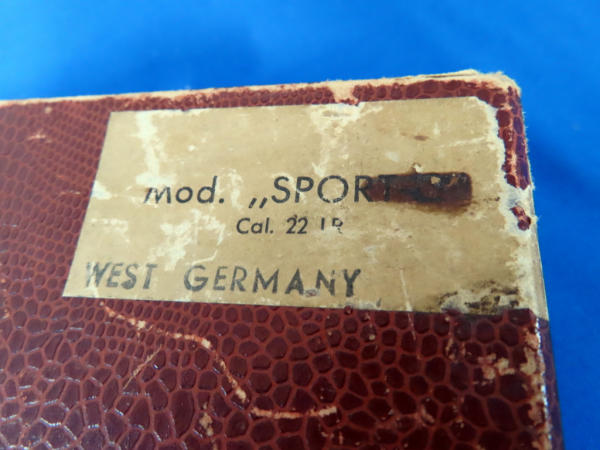 mod. „SPORT
Cal. 22 LR
WEST GERMANY